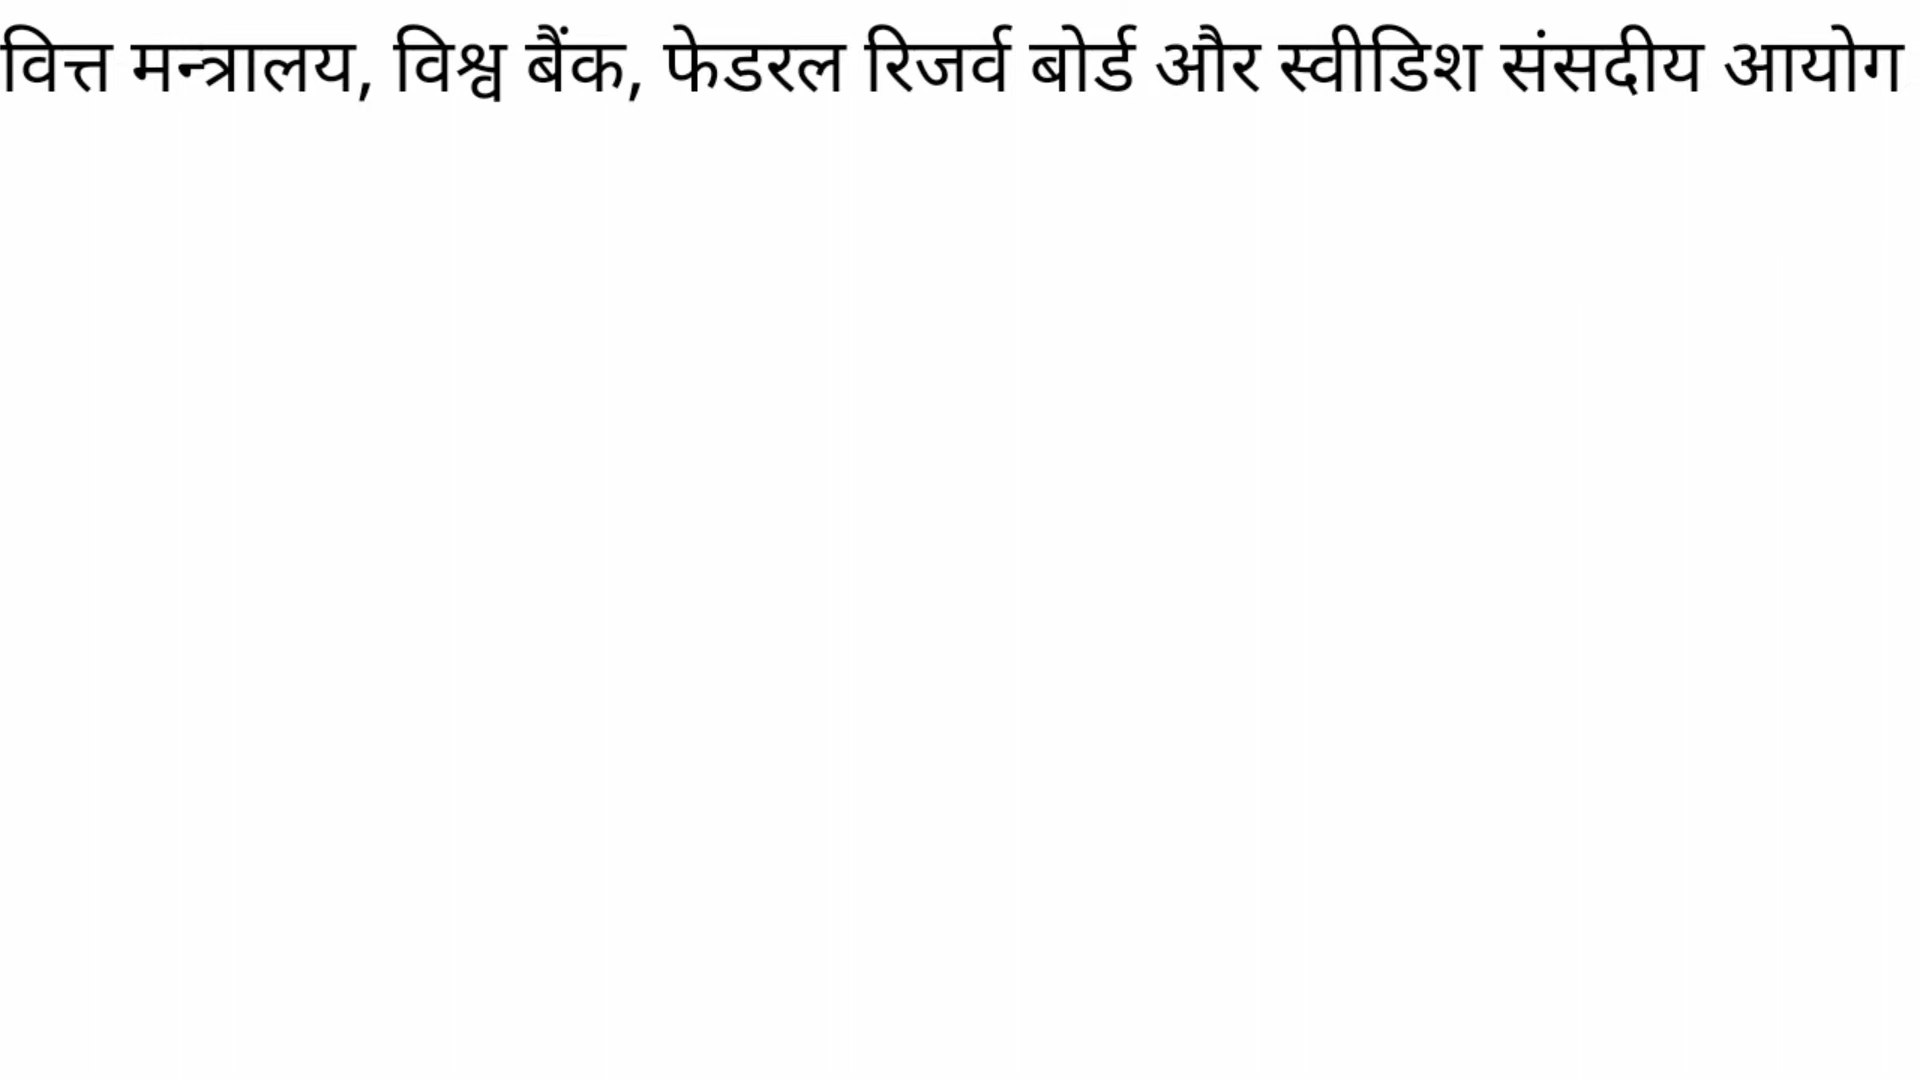 वित्त मन्त्रालय, विश्व बैंक, फेडरल रिजर्व बोर्ड और स्वीडिश संसदीय आयोग